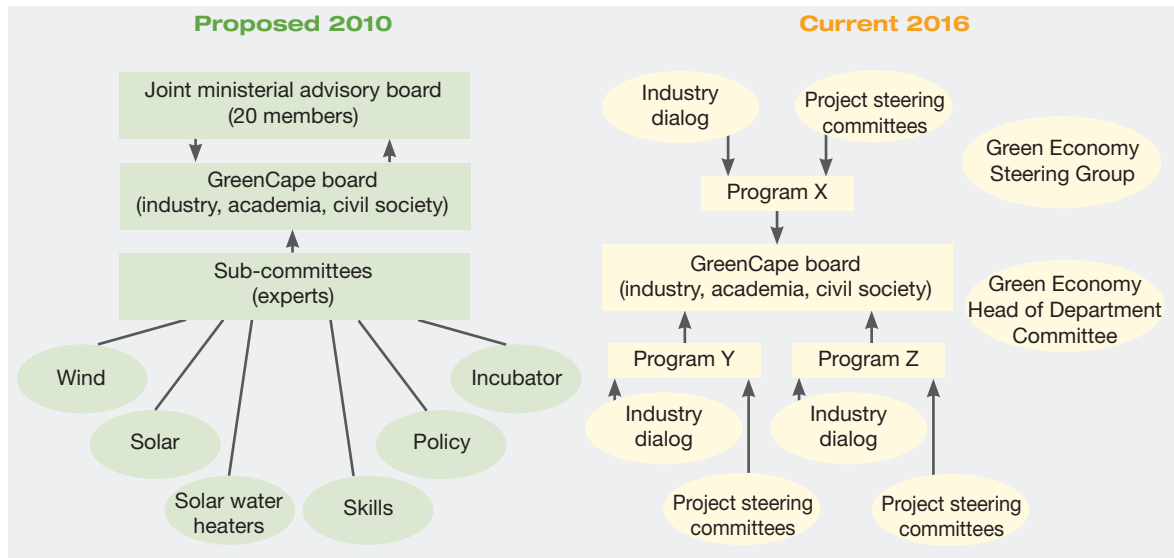 Proposed 2010
Joint ministerial advisory board
(20 members)
GreenCape board
(industry, academia, civil society)
Sub-committees
(experts)
Wind
Solar
Solar water
heaters
Skills
Policy
Incubator
Current 2016
Industry
dialog
Project steering
committees
Green Economy
Steering Group
Program X
GreenCape board
(industry, academia, civil society)
Green Economy
Head of Department
Committee
Program Y
Program Z
Industry
dialog
Industry
dialog
Project steering
committees
Project steering
committees